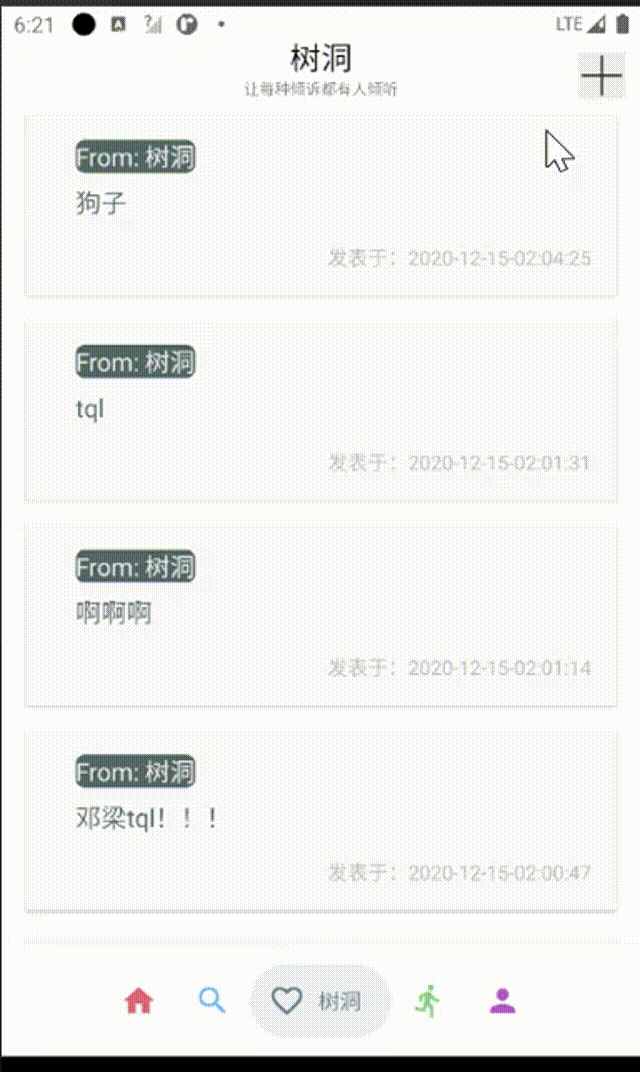 6:21 LTE
树洞
让每种倾诉都有人倾听
From: 树洞
狗子
发表于：2020-12-15-02:04:25
From: 树洞
tql
发表于：2020-12-15-02:01:31
From: 树洞
啊啊啊
发表于：2020-12-15-02:01:14
From: 树洞
邓梁tql！！！
发表于：2020-12-15-02:00:47
树洞